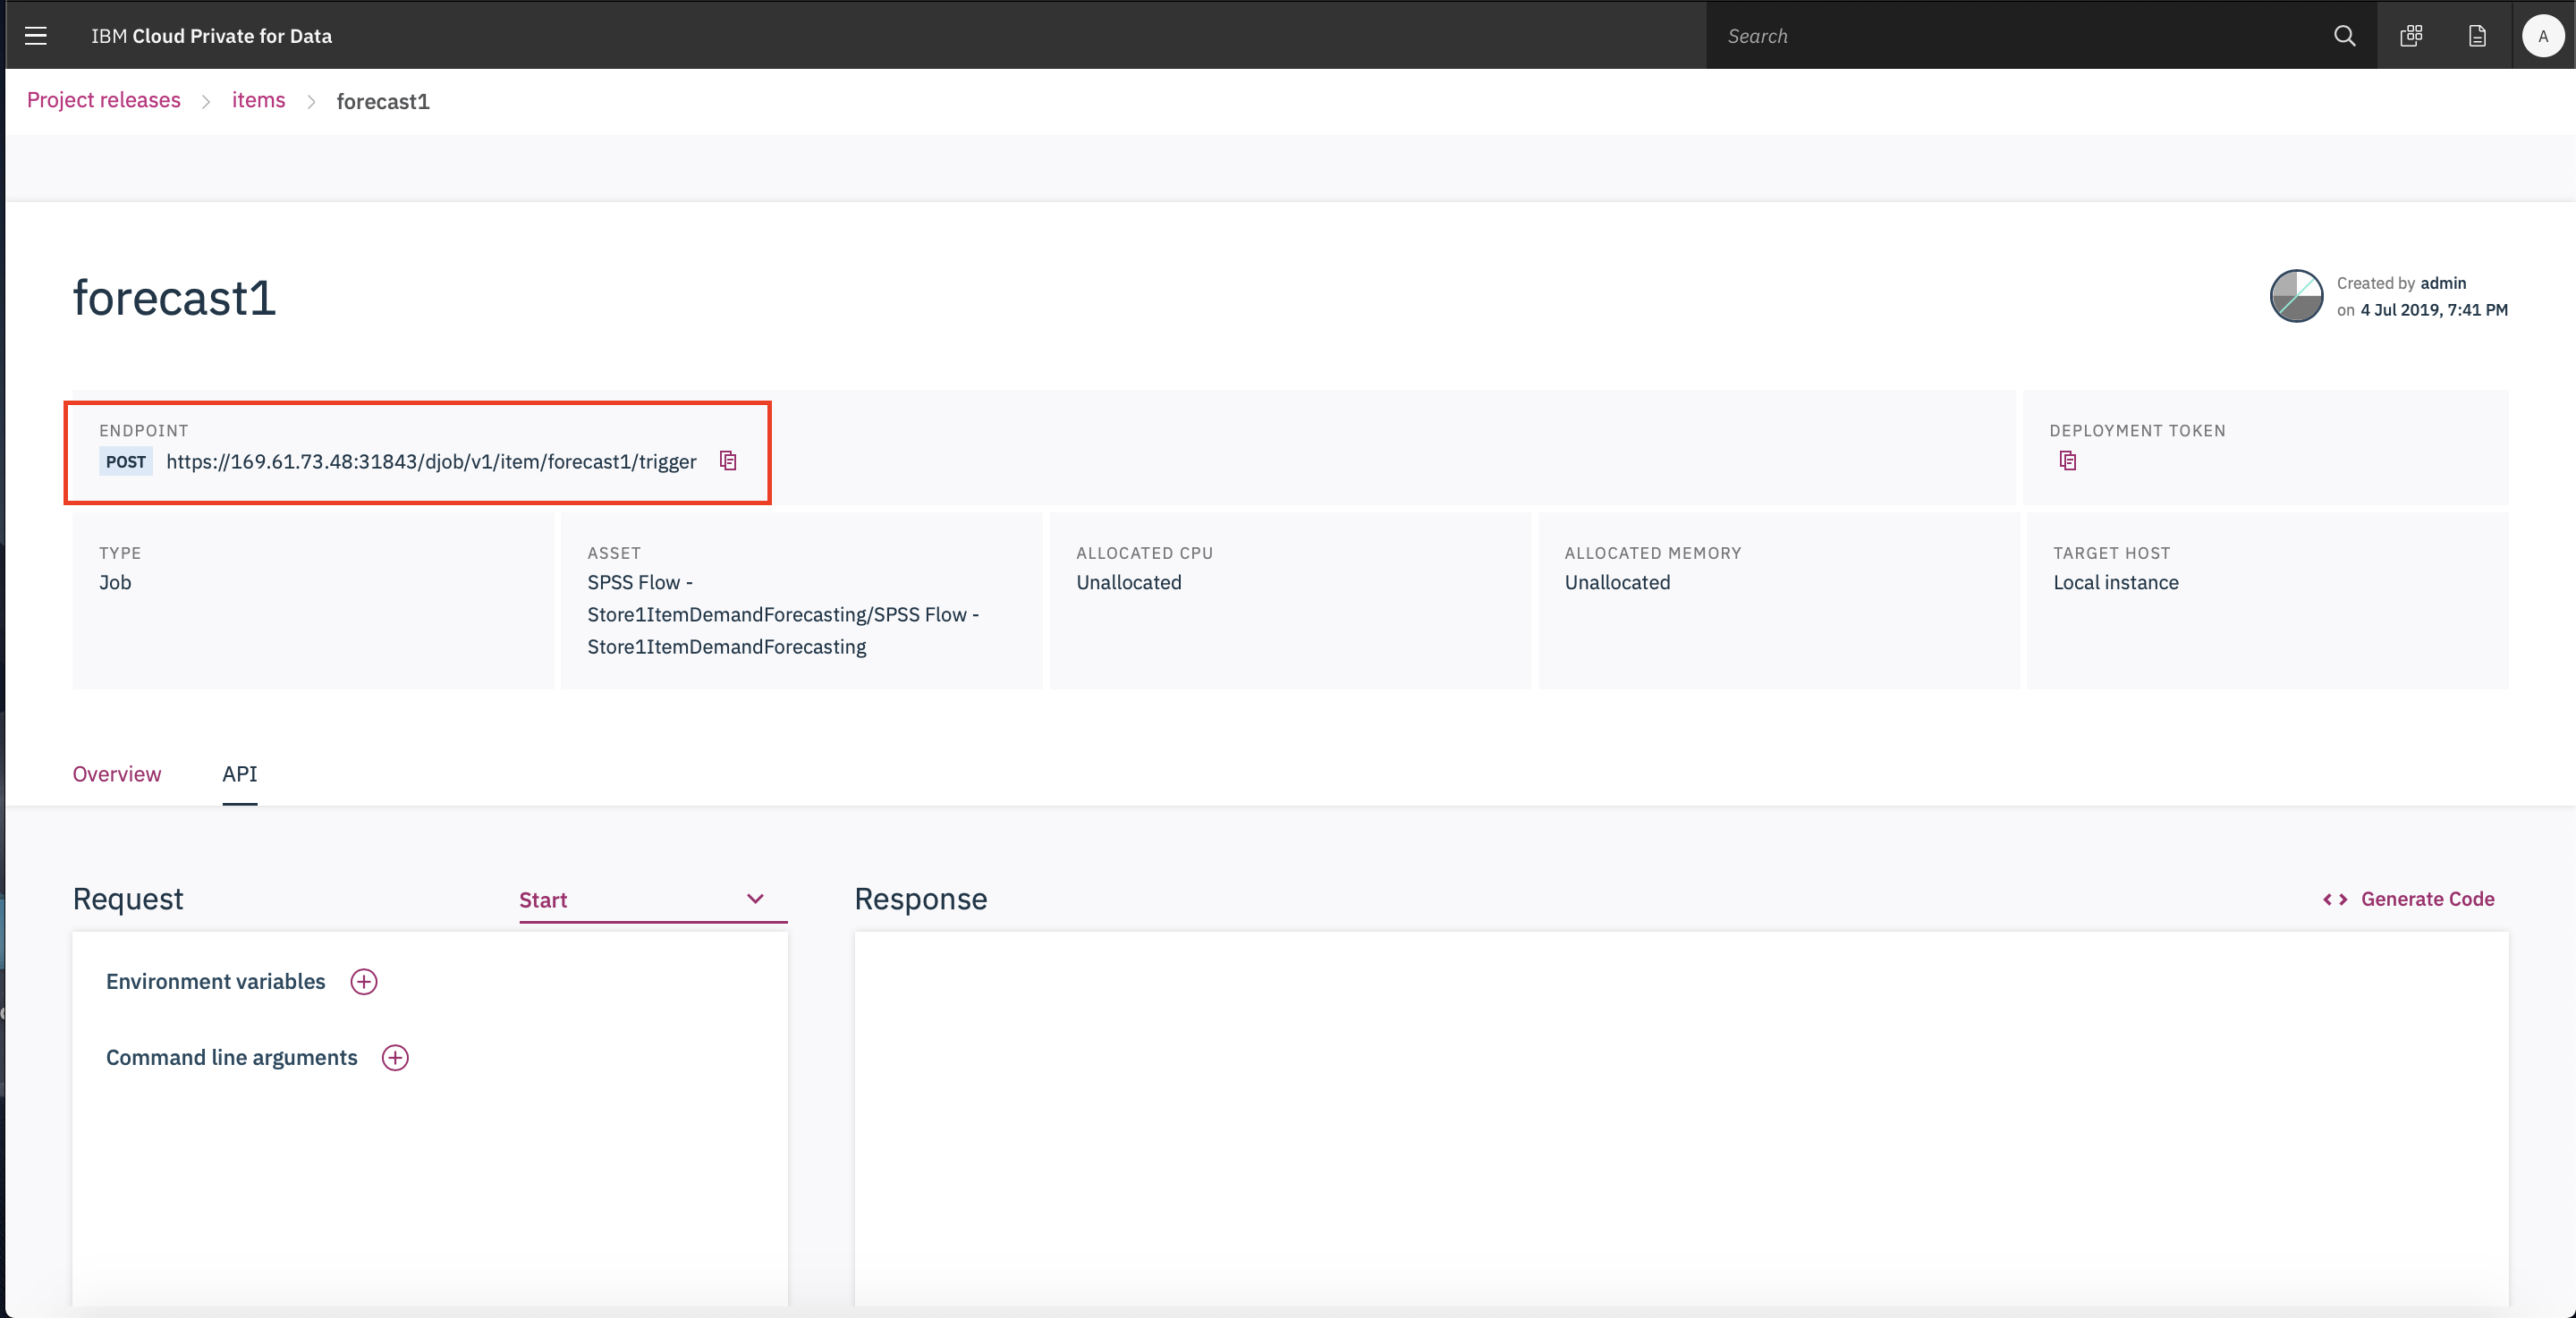 IBM Cloud Private for Data
Search
A
Project releases > items > forecast1
forecast1
Created by admin
on 4 Jul 2019, 7:41 PM
ENDPOINT
POST https://169.61.73.48:31843/djob/v1/item/forecast1/trigger
DEPLOYMENT TOKEN
TYPE
Job
ASSET
SPSS Flow -
Store1ItemDemandForecasting/SPSS Flow -
Store1ItemDemandForecasting
ALLOCATED CPU
Unallocated
ALLOCATED MEMORY
Unallocated
TARGET HOST
Local instance
Overview API
Request
Start
Response
Generate Code
Environment variables
Command line arguments